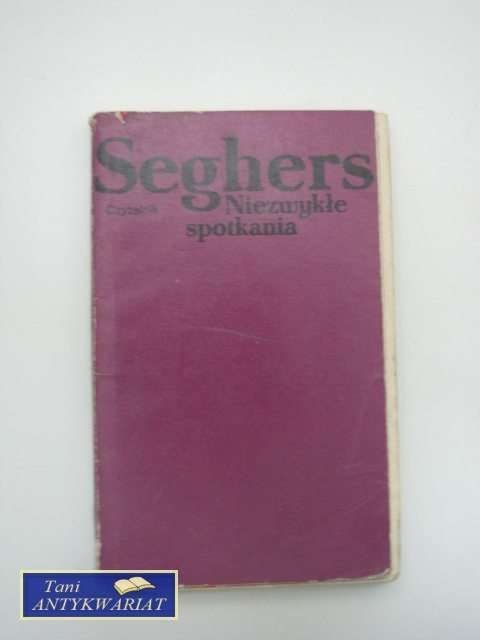 Seghers
Czytelnik
Niezwykłe
spotkania
Tani
ANTYKWARIAT